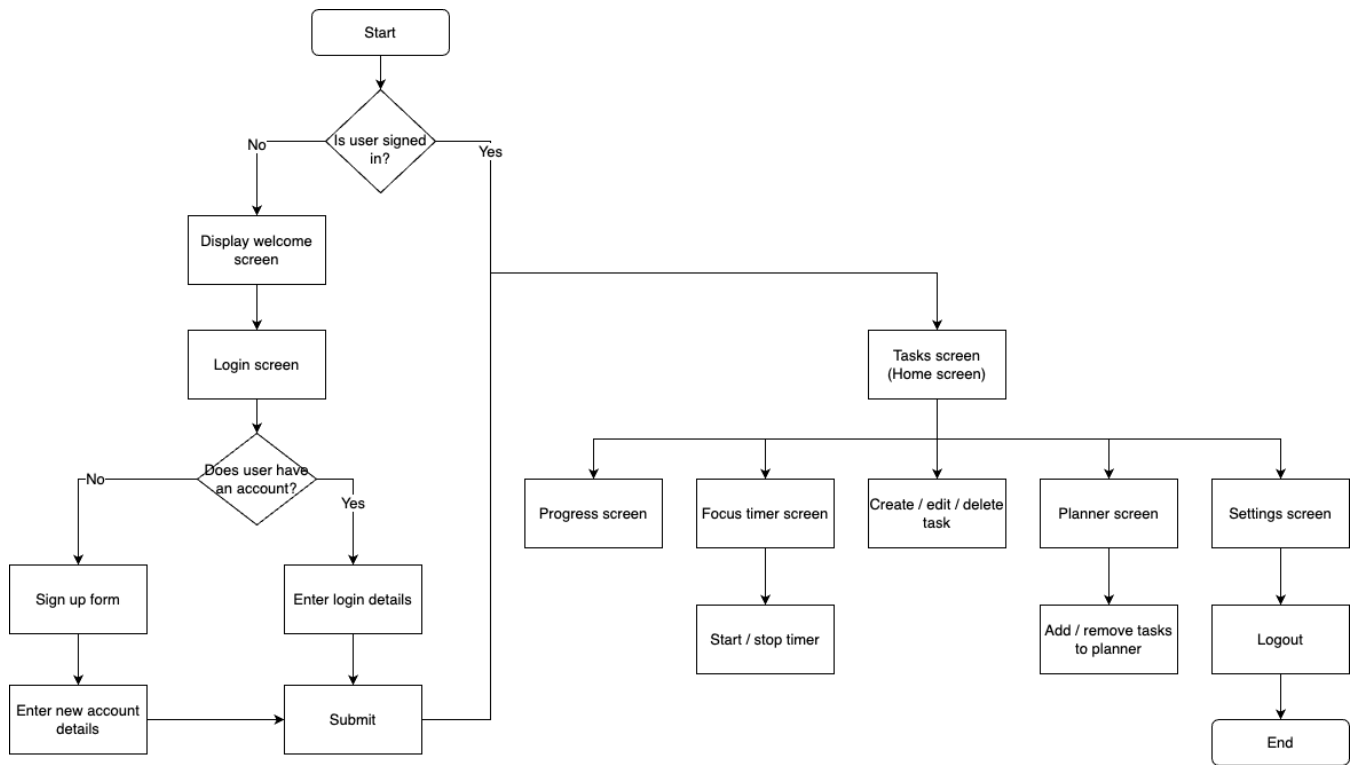 Start
Is user signed
in?
No
Yes
Display welcome
screen
Login screen
Tasks screen
(Home screen)
Does user have
an account?
No
Yes
Progress screen
Focus timer screen
Create / edit / delete
task
Planner screen
Settings screen
Sign up form
Enter login details
Start / stop timer
Add / remove tasks
to planner
Logout
Enter new account
details
Submit
End